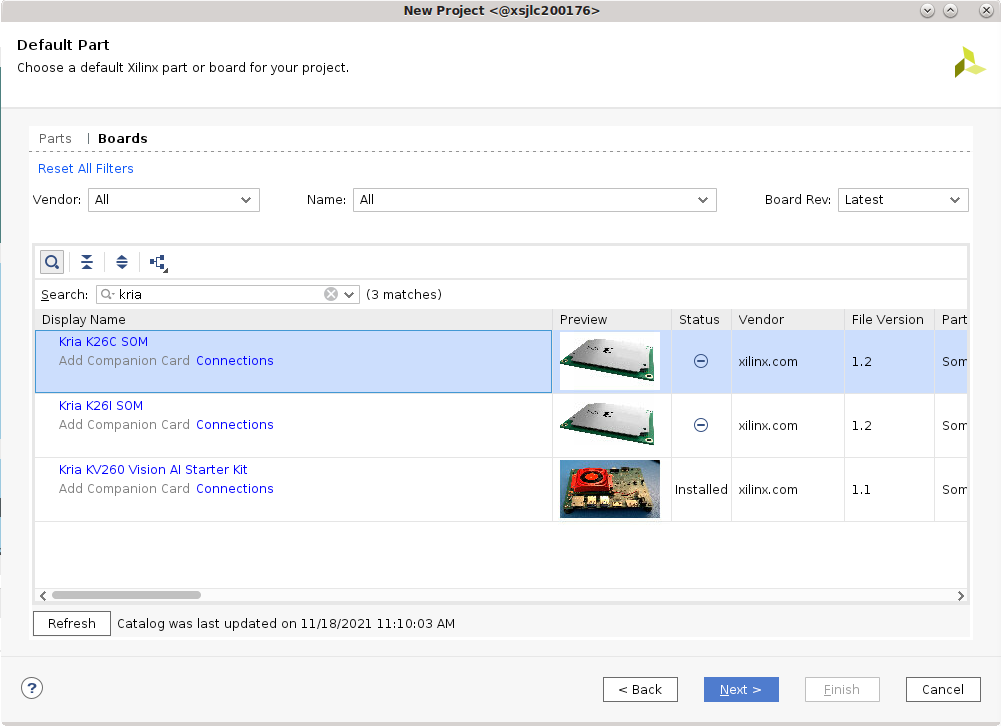 New Project <@xsjlc200176>
Default Part
Choose a default Xilinx part or board for your project.
Parts | Boards
Reset All Filters
Vendor: All Name: All Board Rev: Latest
Search: kria (3 matches)
Display Name Preview Status Vendor File Version Part
Kria K26C SOM
Add Companion Card Connections
xilinx.com 1.2 Som
Kria K26I SOM
Add Companion Card Connections
xilinx.com 1.2 Som
Kria KV260 Vision AI Starter Kit
Add Companion Card Connections
Installed xilinx.com 1.1 Som
Refresh Catalog was last updated on 11/18/2021 11:10:03 AM
? < Back Next > Finish Cancel